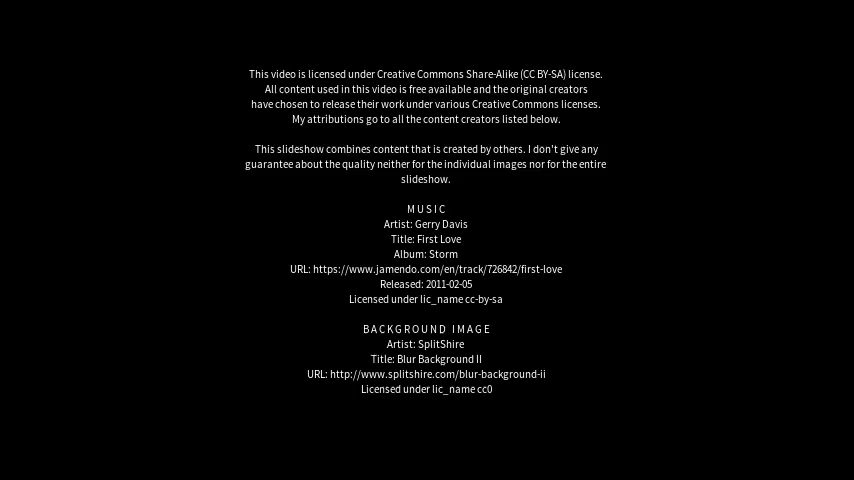 This video is licensed under Creative Commons Share-Alike (CC BY-SA) license.
All content used in this video is free available and the original creators
have chosen to release their work under various Creative Commons licenses.
My attributions go to all the content creators listed below.
This slideshow combines content that is created by others. I don't give any
guarantee about the quality neither for the individual images nor for the entire
slideshow.
MUSIC
Artist: Gerry Davis
Title: First Love
Album: Storm
URL: https://www.jamendo.com/en/track/726842/first-love
Released: 2011-02-05
Licensed under lic_name cc-by-sa
BACKGROUND IMAGE
Artist: SplitShire
Title: Blur Background II
URL: http://www.splitshire.com/blur-background-ii
Licensed under lic_name cc0